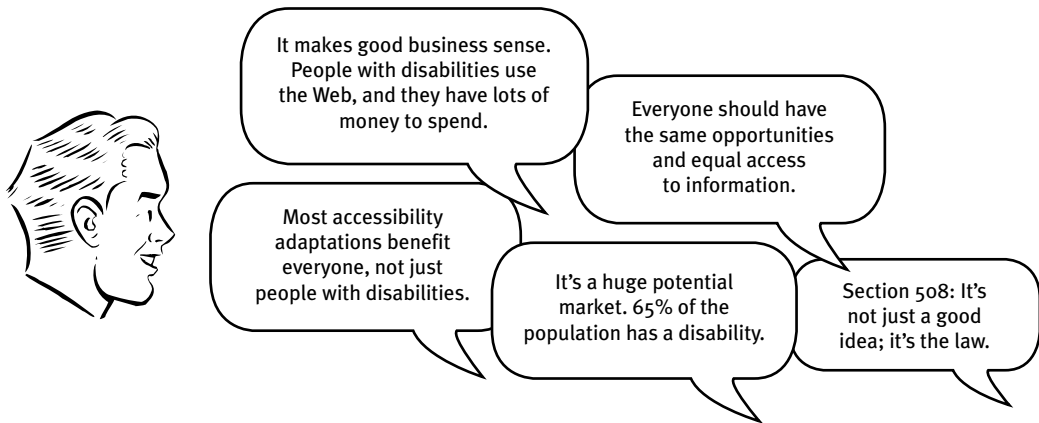 It makes good business sense.
People with disabilities use
the Web, and they have lots of
money to spend.
Everyone should have
the same opportunities
and equal access
to information.
Most accessibility
adaptations benefit
everyone, not just
people with disabilities.
It's a huge potential
market. 65% of the
population has a disability.
Section 508: It's
not just a good
idea; it's the law.